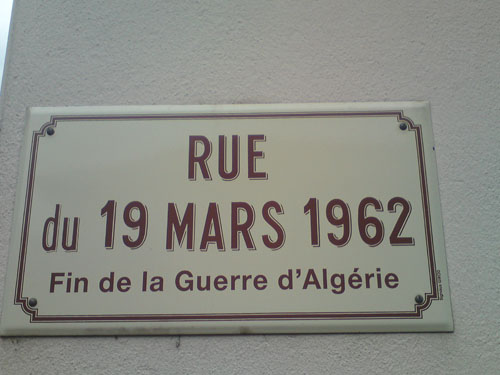 RUE
du 19 MARS 1962
Fin de la Guerre d'Algérie